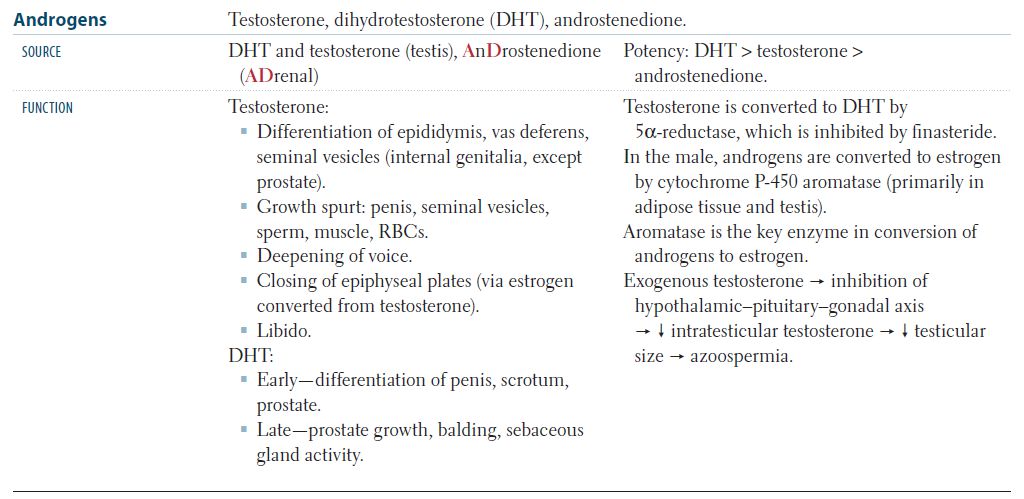 Androgens
Testosterone, dihydrotestosterone (DHT), androstenedione.
SOURCE
DHT and testosterone (testis), AnDrostenedione
(ADrenal)
Potency: DHT > testosterone >
androstenedione.
FUNCTION
Testosterone:
▪ Differentiation of epididymis, vas deferens,
seminal vesicles (internal genitalia, except
prostate).
▪ Growth spurt: penis, seminal vesicles,
sperm, muscle, RBCs.
▪ Deepening of voice.
▪ Closing of epiphyseal plates (via estrogen
converted from testosterone).
▪ Libido.
DHT:
▪ Early—differentiation of penis, scrotum,
prostate.
▪ Late—prostate growth, balding, sebaceous
gland activity.
Testosterone is converted to DHT by
5α-reductase, which is inhibited by finasteride.
In the male, androgens are converted to estrogen
by cytochrome P-450 aromatase (primarily in
adipose tissue and testis).
Aromatase is the key enzyme in conversion of
androgens to estrogen.
Exogenous testosterone → inhibition of
hypothalamic–pituitary–gonadal axis
→ ↓ intratesticular testosterone → ↓ testicular
size → azoospermia.